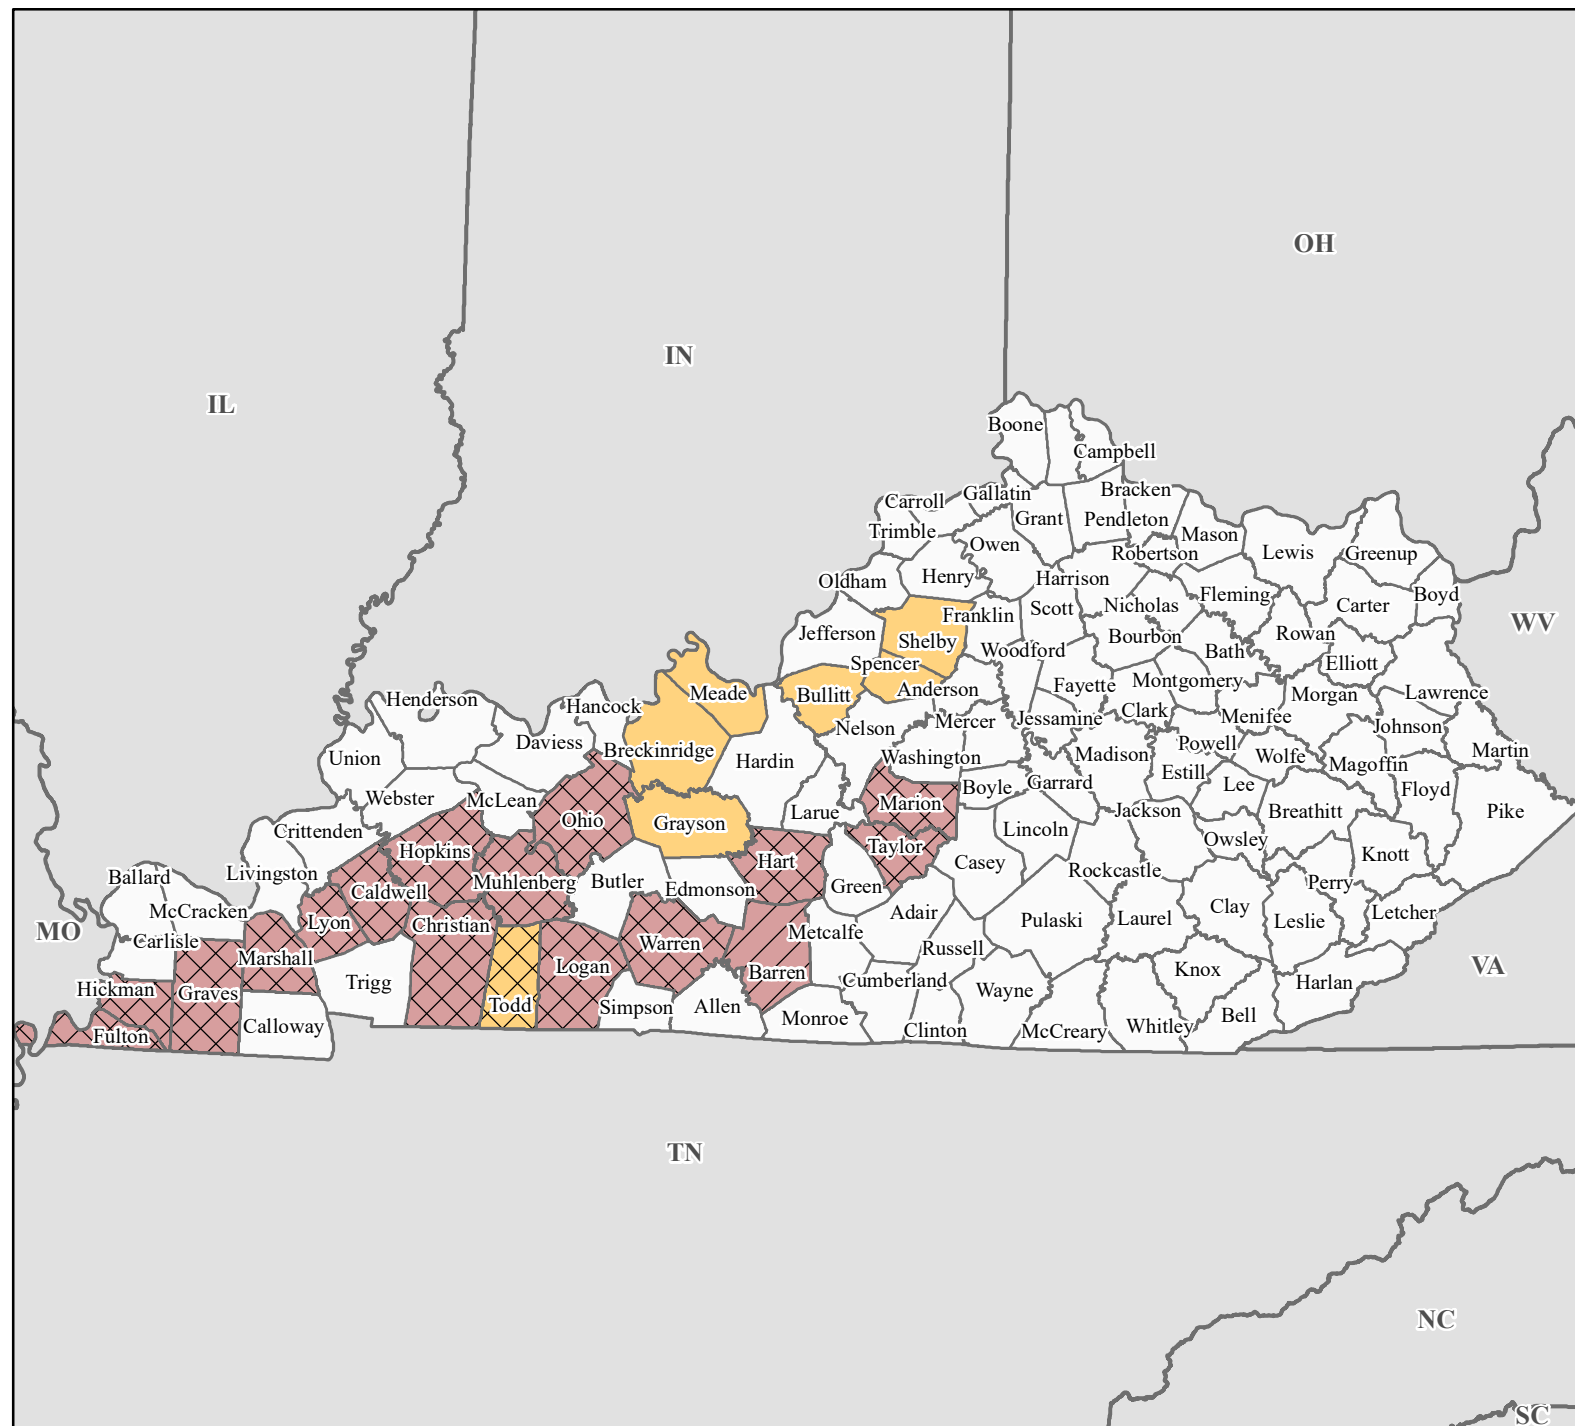 OH
IN
IL
Boone
Campbell
Gallatin
Bracken
Carroll
Grant
Pendleton
Trimble
Mason
Owen
Robertson
Lewis
Greenup
Henry
Harrison
Oldham
Fleming
Boyd
Nicholas
Carter
Scott
Franklin
WV
Jefferson
Shelby
Bourbon
Rowan
Woodford
Bath
Spencer
Elliott
Montgomery
Fayette
Anderson
Meade
Bullitt
Morgan
Lawrence
Henderson
Hancock
Clark
Menifee
Jessamine
Mercer
Nelson
Johnson
Daviess
Powell
Breckinridge
Martin
Madison
Washington
Wolfe
Union
Hardin
Magoffin
Estill
Garrard
Lee
Boyle
Floyd
Webster
McLean
Marion
Larue
Jackson
Breathitt
Pike
Ohio
Grayson
Crittenden
Lincoln
Owsley
Taylor
Hopkins
Knott
Hart
Casey
Rockcastle
Livingston
Ballard
Muhlenberg
Butler
Perry
Caldwell
Edmonson
Green
Clay
McCracken
Adair
Letcher
Laurel
Leslie
Pulaski
Lyon
Christian
MO
Metcalfe
Carlisle
Warren
Russell
Marshall
VA
Logan
Barren
Knox
Trigg
Cumberland
Harlan
Hickman
Graves
Wayne
Todd
Simpson
Allen
Bell
Monroe
Calloway
Whitley
Clinton
McCreary
Fulton
TN
NC
SC